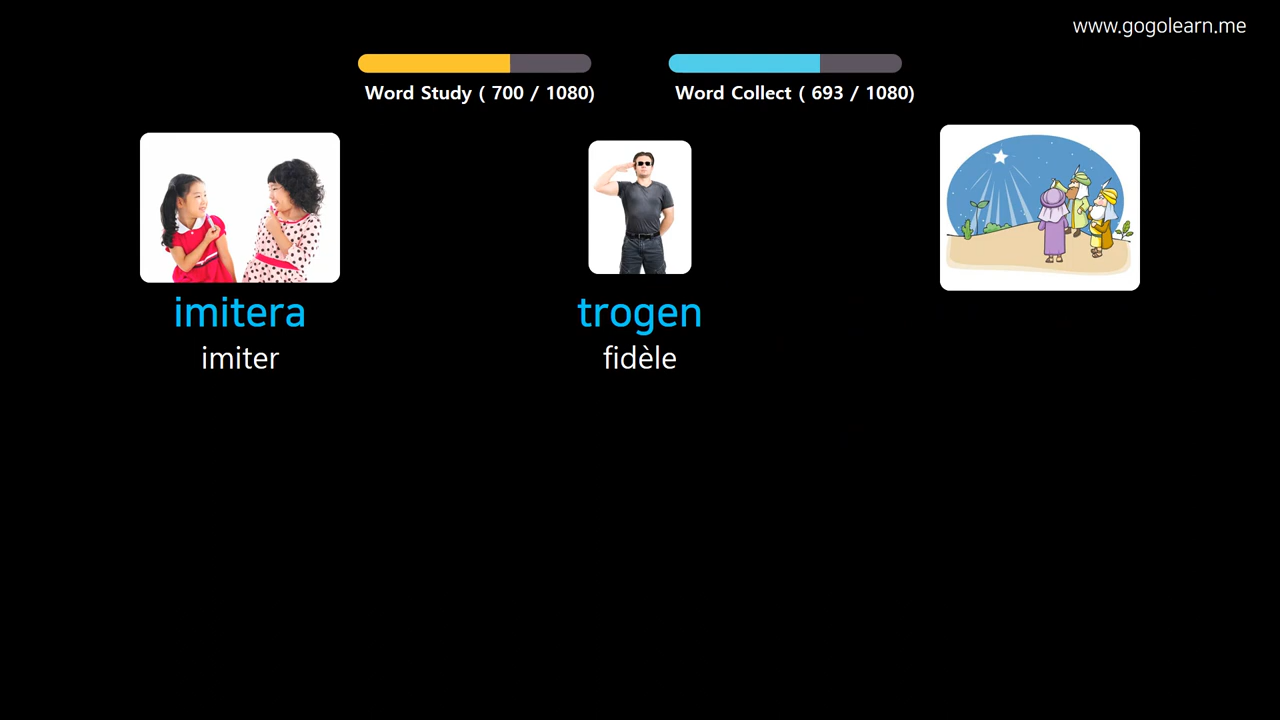 www.gogolearn.me
Word Study ( 700 / 1080)
Word Collect ( 693 / 1080)
imitera
imiter
trogen
fidèle